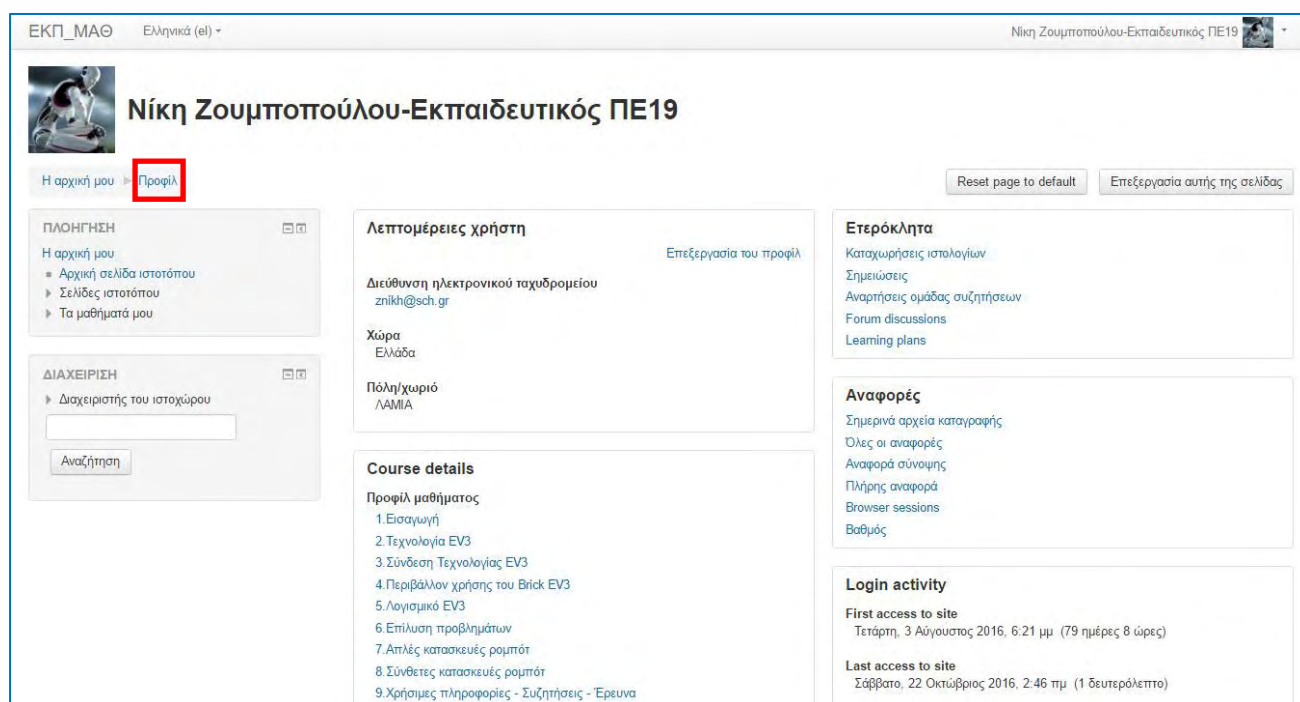 ΕΚΠ_ΜΑΘ Ελληνικά (el)
Νίκη Ζουμποπούλου-Εκπαιδευτικός ΠΕ19
Νίκη Ζουμποπούλου-Εκπαιδευτικός ΠΕ19
Η αρχική μου Προφίλ
Reset page to default Επεξεργασία αυτής της σελίδας
ΠΛΟΗΓΗΣΗ
Η αρχική μου
Αρχική σελίδα ιστοτόπου
Σελίδες ιστοτόπου
Τα μαθήματά μου
ΔΙΑΧΕΙΡΙΣΗ
Διαχειριστής του ιστοχώρου
Αναζήτηση
Λεπτομέρειες χρήστη
Επεξεργασία του προφίλ
Διεύθυνση ηλεκτρονικού ταχυδρομείου
znikh@sch.gr
Χώρα
Ελλάδα
Πόλη/χωριό
ΛΑΜΙΑ
Course details
Προφίλ μαθήματος
1.Εισαγωγή
2.Τεχνολογία EV3
3.Σύνδεση Τεχνολογίας EV3
4.Περιβάλλον χρήσης του Brick EV3
5.Λογισμικό EV3
6.Επίλυση προβλημάτων
7.Απλές κατασκευές ρομπότ
8.Σύνθετες κατασκευές ρομπότ
9.Χρήσιμες πληροφορίες - Συζητήσεις - Έρευνα
Ετερόκλητα
Καταχωρήσεις ιστολογίων
Σημειώσεις
Αναρτήσεις ομάδας συζητήσεων
Forum discussions
Learning plans
Αναφορές
Σημερινά αρχεία καταγραφής
Όλες οι αναφορές
Αναφορά σύνοψης
Πλήρης αναφορά
Browser sessions
Βαθμός
Login activity
First access to site
Τετάρτη, 3 Αύγουστος 2016, 6:21 μμ (79 ημέρες 8 ώρες)
Last access to site
Σάββατο, 22 Οκτώβριος 2016, 2:46 πμ (1 δευτερόλεπτο)